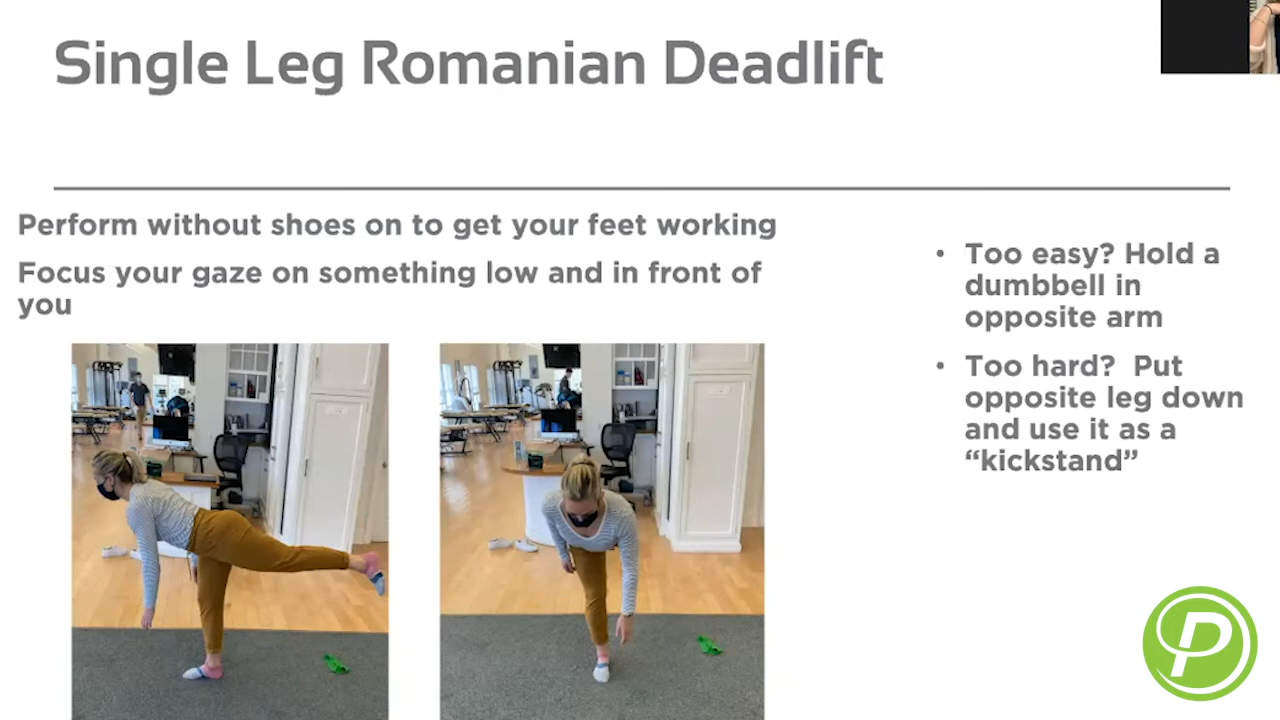 Single Leg Romanian Deadlift
Perform without shoes on to get your feet working
Focus your gaze on something low and in front of
you
• Too easy? Hold a
dumbbell in
opposite arm
• Too hard?  Put
opposite leg down
and use it as a
“kickstand”
P